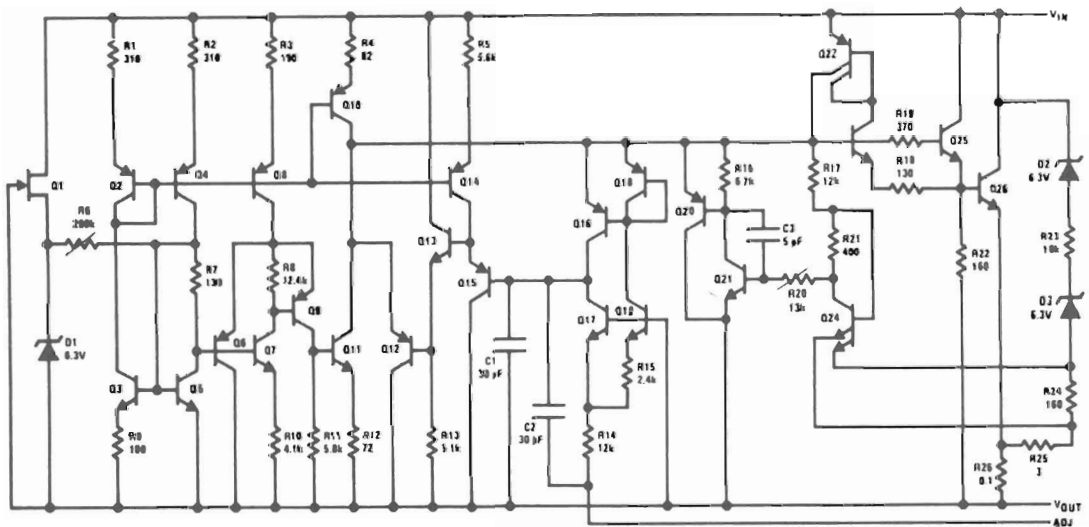 R1
310
R2
310
R3
190
R4
82
R5
5.6k
VIN
Q22
Q1
Q2
Q4
Q14
Q18
R19
370
Q25
D2
6.3V
R18
130
R16
6.7k
R17
12k
Q26
R6
200k
Q13
Q16
Q20
C3
5 pF
R21
400
R22
160
R23
18k
R7
130
R8
12.4k
Q9
Q15
Q21
R20
13k
Q24
D3
6.3V
D1
6.3V
Q6
Q7
Q11
Q12
Q17
Q19
C1
30 pF
R15
2.4k
Q3
Q5
R24
160
C2
30 pF
R14
12k
R9
100
R10
4.1k
R11
5.8k
R12
72
R13
5.1k
R25
3
R26
0.1
VOUT
ADJ